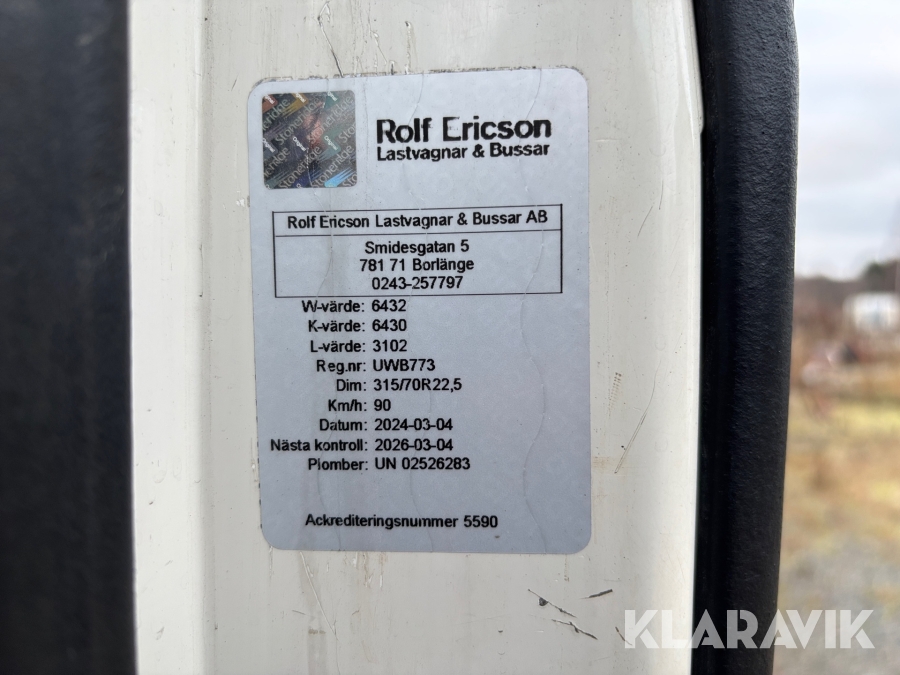 Stoneridge
Rolf Ericson
Lastvagnar & Bussar
Rolf Ericson Lastvagnar & Bussar AB
Smidesgatan 5
781 71 Borlänge
0243-257797
W-värde: 6432
K-värde: 6430
L-värde: 3102
Reg.nr: UWB773
Dim: 315/70R22,5
Km/h: 90
Datum: 2024-03-04
Nästa kontroll: 2026-03-04
Plomber: UN 02526283
Ackrediteringsnummer 5590
KLARAVIK